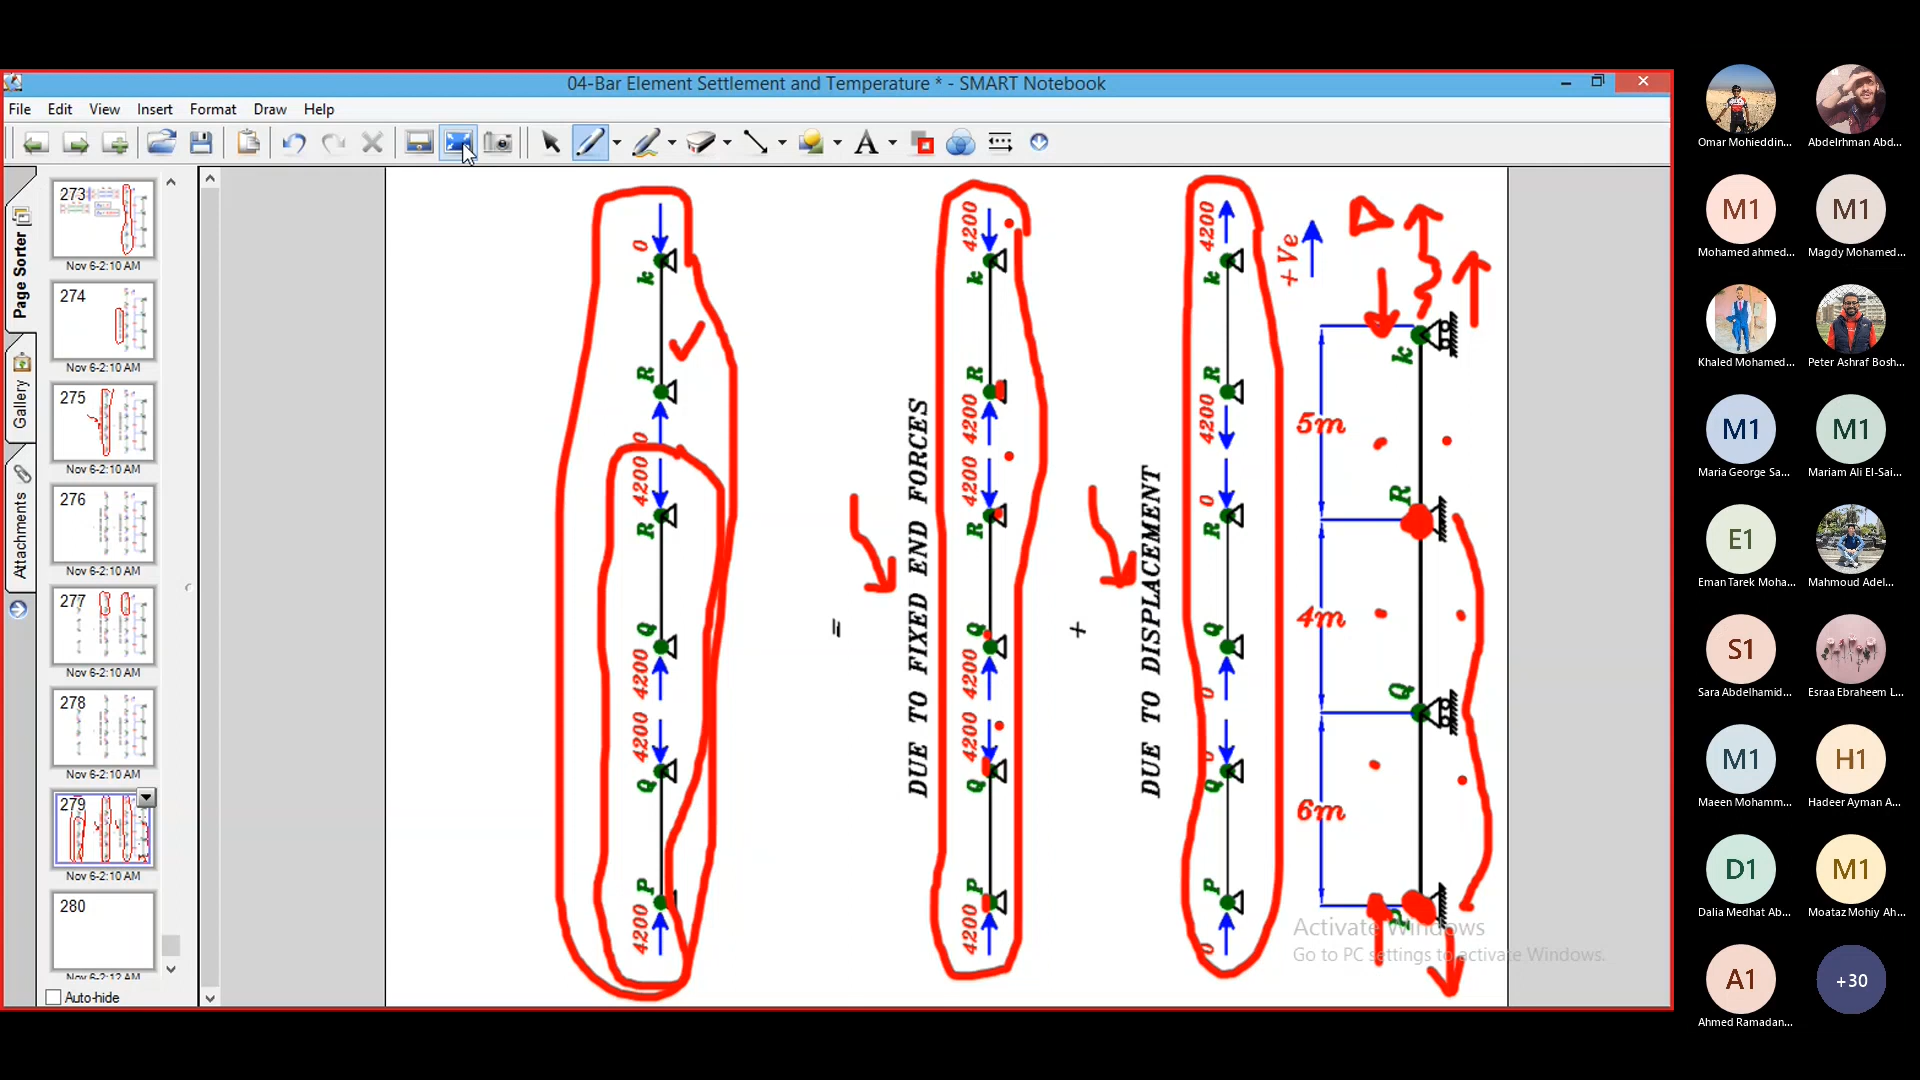 04-Bar Element Settlement and Temperature * - SMART Notebook
File Edit View Insert Format Draw Help
Page Sorter
Gallery
Attachments
273
Nov 6-2:10 AM
274
Nov 6-2:10 AM
275
Nov 6-2:10 AM
276
Nov 6-2:10 AM
277
Nov 6-2:10 AM
278
Nov 6-2:10 AM
279
Nov 6-2:10 AM
280
Nov 6-2:12 AM
Auto-hide
4200 P Q 4200 4200 Q R 4200 0 R k 0
=
DUE TO FIXED END FORCES
4200 P Q 4200 4200 Q R 4200 4200 R k 4200
+
DUE TO DISPLACEMENT
0 P Q 0 0 Q R 0 4200 R k 4200
+Ve
6m 4m 5m
P Q R k
Δ
Activate Windows
Go to PC settings to activate Windows.
Omar Mohieddin...
Abdelrhman Abd...
M1
Mohamed ahmed...
M1
Magdy Mohamed...
Khaled Mohamed...
Peter Ashraf Bosh...
M1
Maria George Sa...
M1
Mariam Ali El-Sai...
E1
Eman Tarek Moha...
Mahmoud Adel...
S1
Sara Abdelhamid...
Esraa Ebraheem L...
M1
Maeen Mohamm...
H1
Hadeer Ayman A...
D1
Dalia Medhat Ab...
M1
Moataz Mohiy Ah...
A1
Ahmed Ramadan...
+30